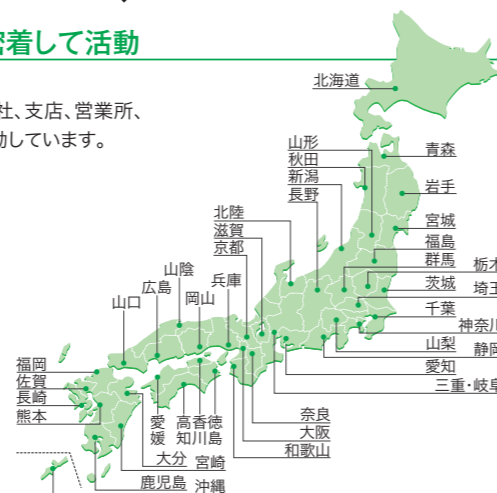 密着して活動
社、支店、営業所、
動しています。
北海道
山形
秋田
新潟
長野
青森
岩手
宮城
福島
群馬
栃木
茨城
埼玉
千葉
神奈川
山梨
静岡
愛知
三重・岐阜
北陸
滋賀
京都
兵庫
山陰
岡山
広島
山口
福岡
佐賀
長崎
熊本
愛媛
高知
香川
徳島
奈良
大阪
和歌山
大分
宮崎
鹿児島
沖縄